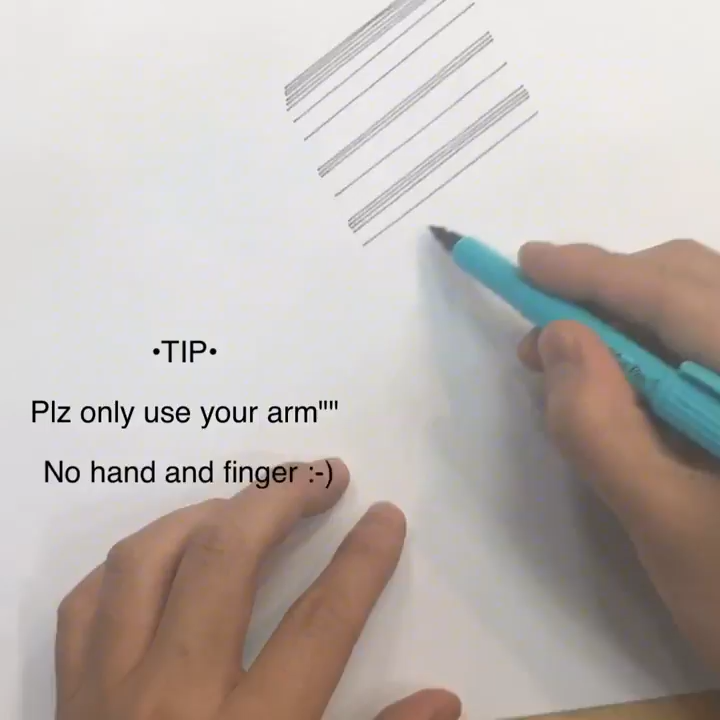 •TIP•
Plz only use your arm""
No hand and finger :-)